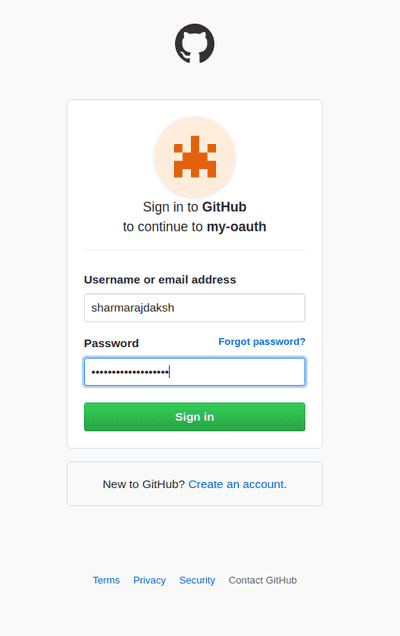 Sign in to GitHub
to continue to my-oauth
Username or email address
sharmarajdaksh
Password Forgot password?
•••••••••••••••••••
Sign in
New to GitHub? Create an account.
Terms Privacy Security Contact GitHub